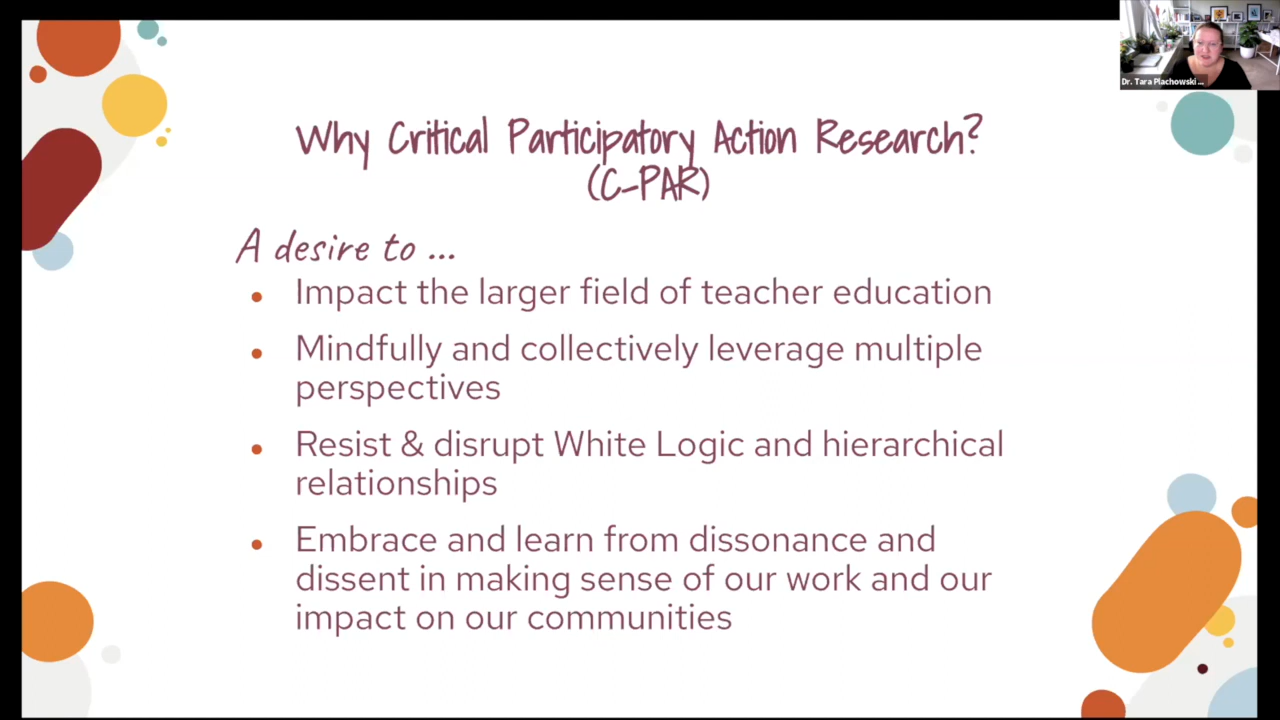 Dr. Tara Plachowski ...
Why Critical Participatory Action Research?
(C-PAR)
A desire to ...
• Impact the larger field of teacher education
• Mindfully and collectively leverage multiple
perspectives
• Resist & disrupt White Logic and hierarchical
relationships
• Embrace and learn from dissonance and
dissent in making sense of our work and our
impact on our communities